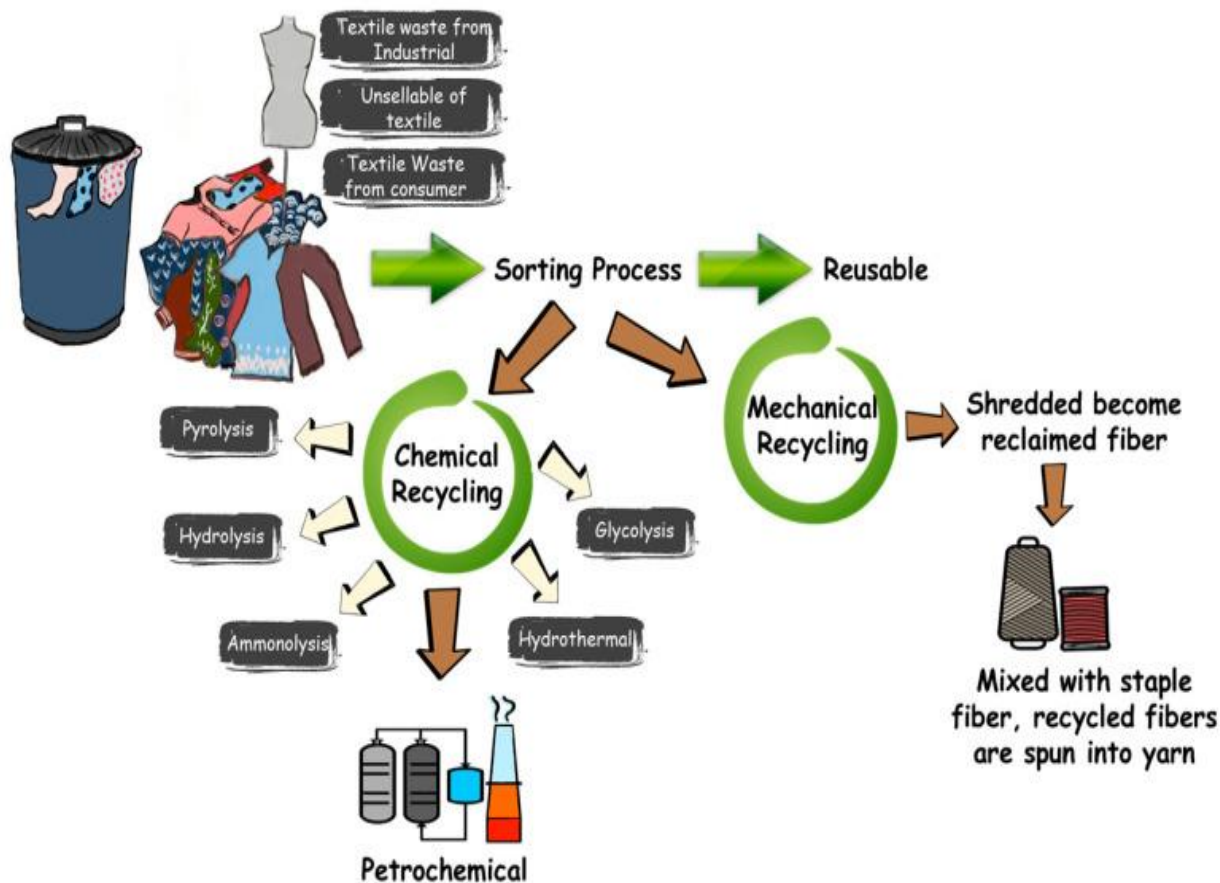 Textile waste from
Industrial
Unsellable of
textile
Textile Waste
from consumer
Sorting Process
Reusable
Chemical
Recycling
Pyrolysis
Hydrolysis
Ammonolysis
Hydrothermal
Glycolysis
Petrochemical
Mechanical
Recycling
Shredded become
reclaimed fiber
Mixed with staple
fiber, recycled fibers
are spun into yarn